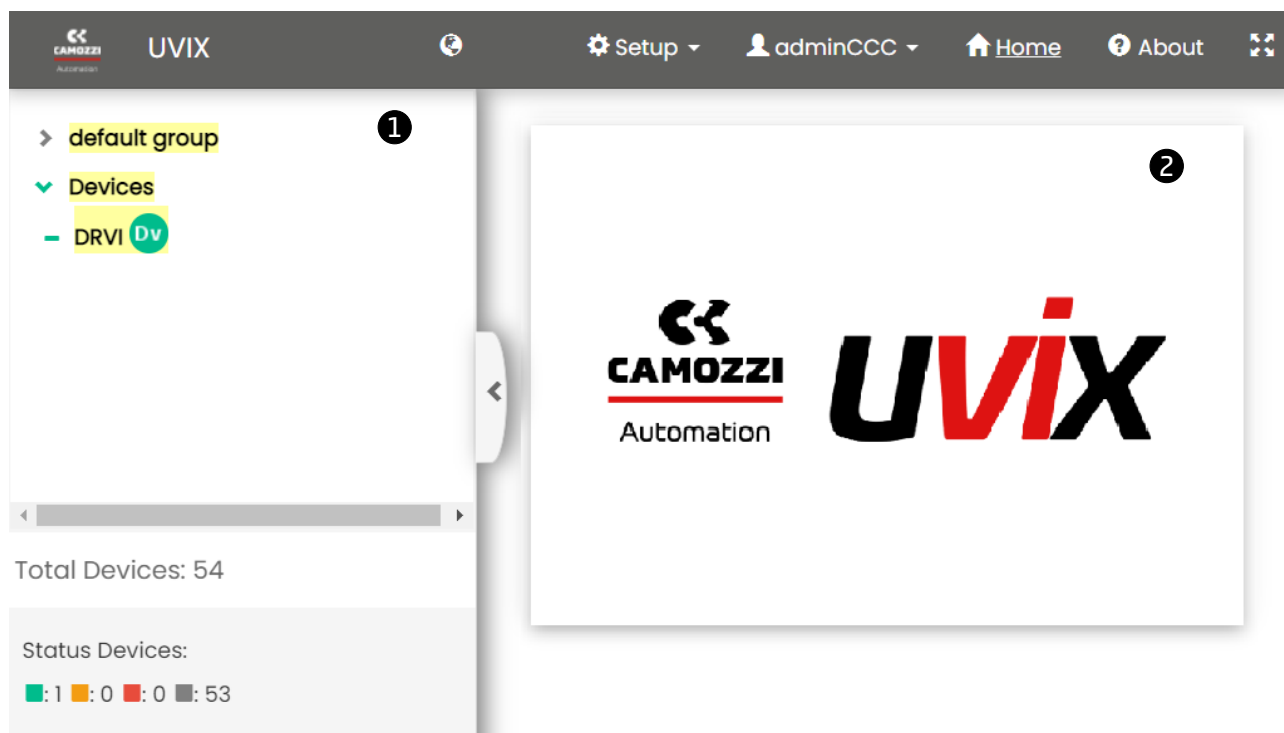 CAMOZZI
Automation
UVIX
Setup
adminCCC
Home
About
default group
1
Devices
DRVI Dv
Total Devices: 54
Status Devices:
: 1 : 0 : 0 : 53
2
CAMOZZI
Automation
uvix